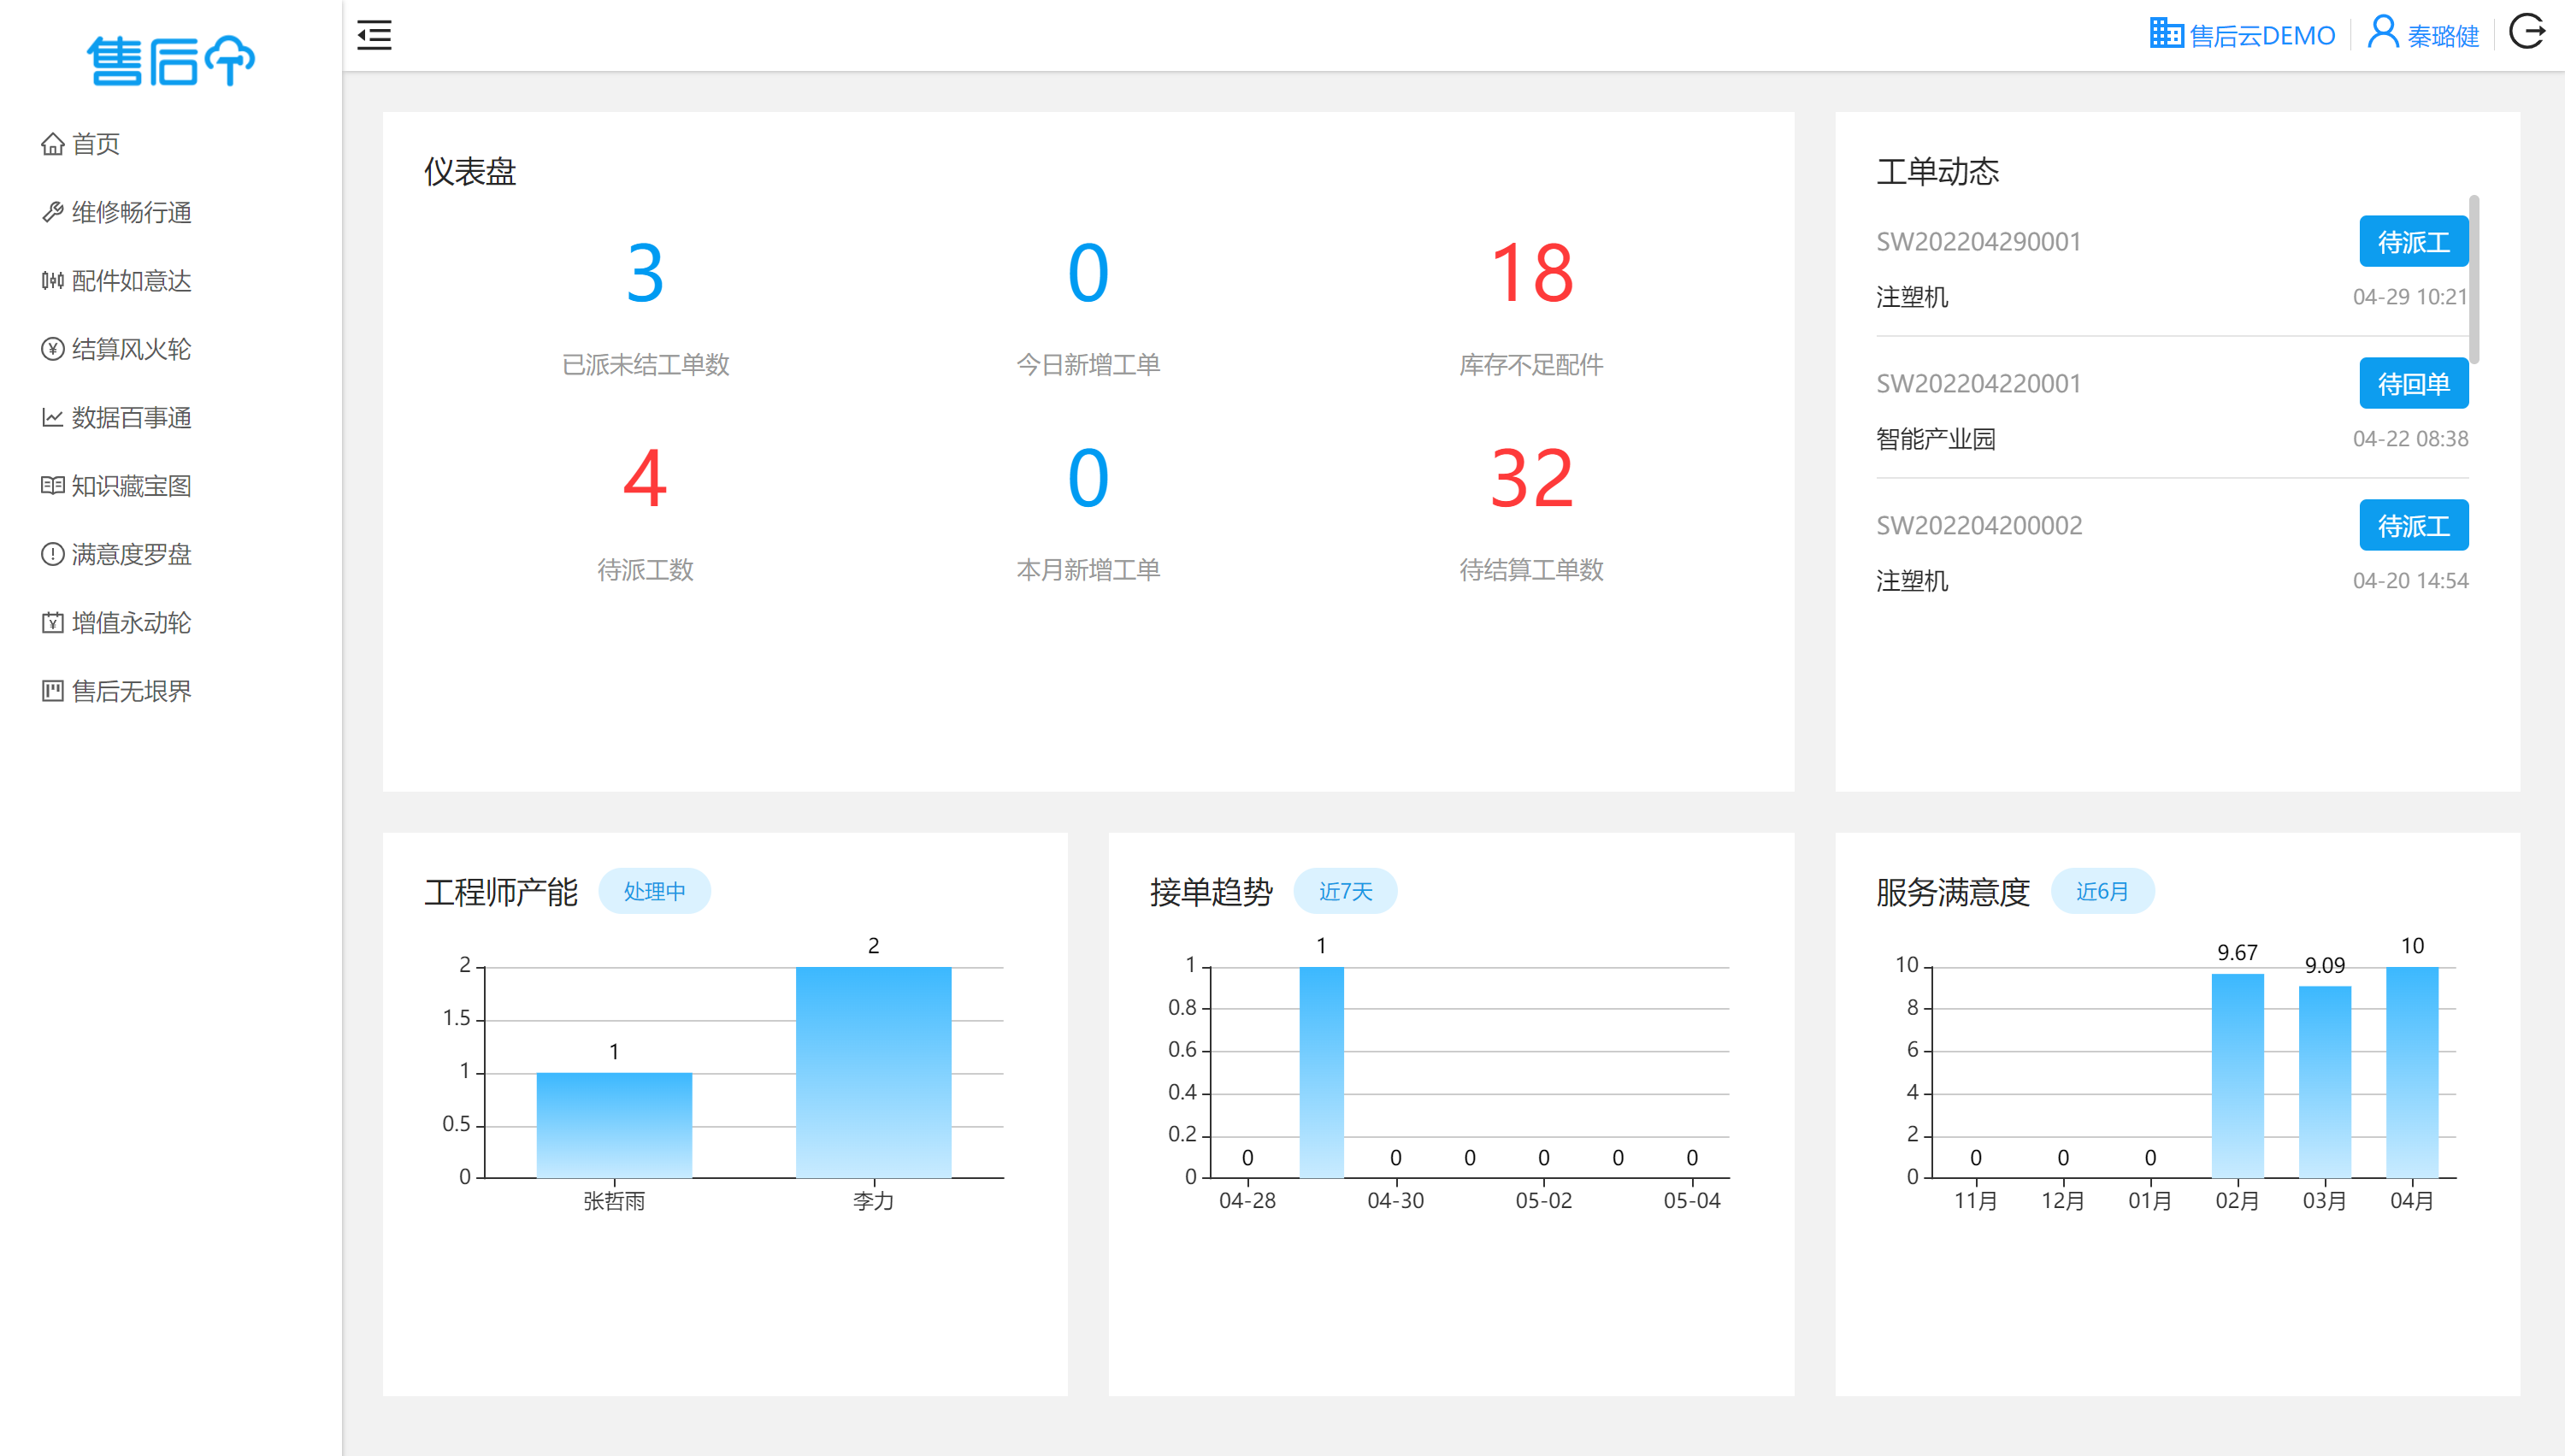 售后
售后云DEMO
秦璐健
首页
维修畅行通
配件如意达
结算风火轮
数据百事通
知识藏宝图
满意度罗盘
增值永动轮
售后无垠界
仪表盘
3
0
18
已派未结工单数
今日新增工单
库存不足配件
4
0
32
待派工数
本月新增工单
待结算工单数
工单动态
SW202204290001
待派工
注塑机
04-29 10:21
SW202204220001
待回单
智能产业园
04-22 08:38
SW202204200002
待派工
注塑机
04-20 14:54
工程师产能
处理中
2
1.5
1
0.5
0
1
2
张哲雨
李力
接单趋势
近7天
1
0.8
0.6
0.4
0.2
0
0
1
0
0
0
0
0
04-28
04-30
05-02
05-04
服务满意度
近6月
10
8
6
4
2
0
0
0
0
9.67
9.09
10
11月
12月
01月
02月
03月
04月